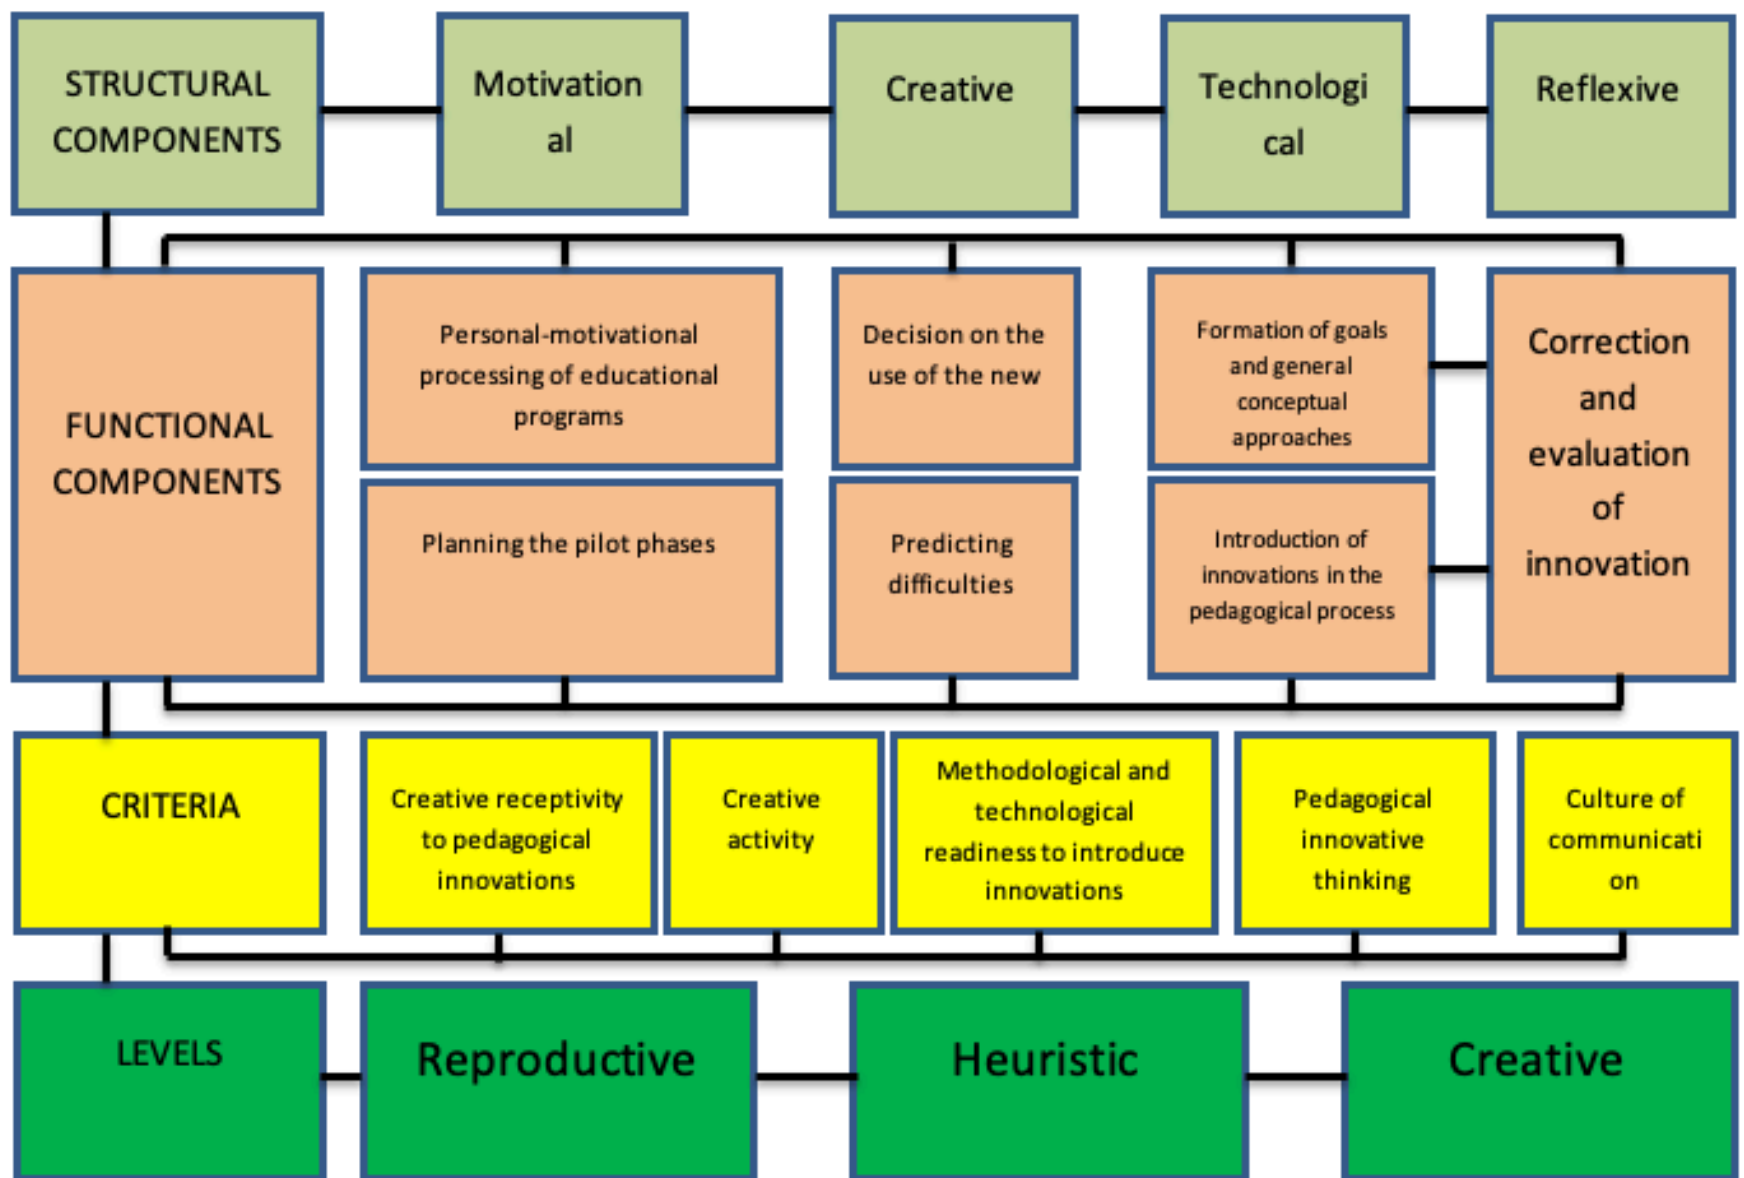 STRUCTURAL
COMPONENTS
Motivation
al
Creative
Technologi
cal
Reflexive
FUNCTIONAL
COMPONENTS
Personal-motivational
processing of educational
programs
Decision on the
use of the new
Formation of goals
and general
conceptual
approaches
Correction
and
evaluation
of
innovation
Planning the pilot phases
Predicting
difficulties
Introduction of
innovations in the
pedagogical process
CRITERIA
Creative receptivity
to pedagogical
innovations
Creative
activity
Methodological and
technological
readiness to introduce
innovations
Pedagogical
innovative
thinking
Culture of
communicati
on
LEVELS
Reproductive
Heuristic
Creative